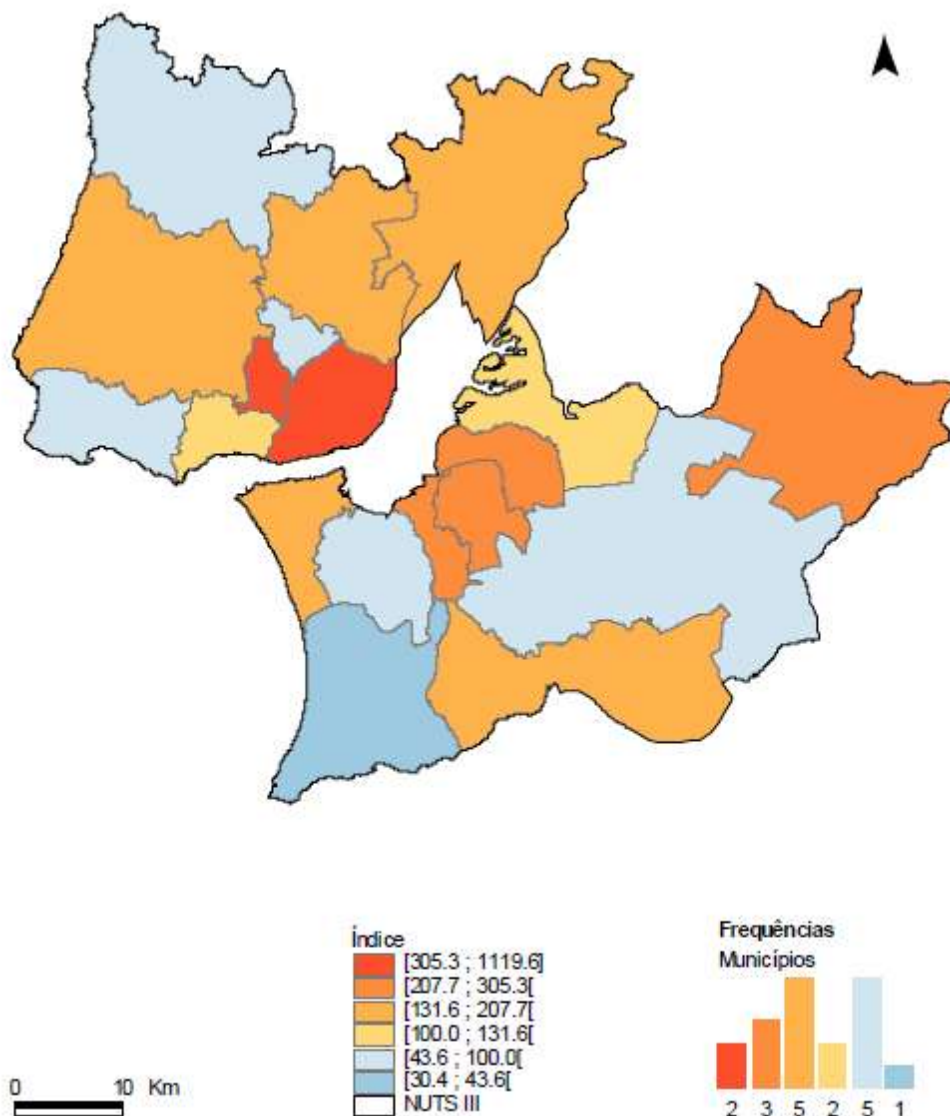 Índice
[305.3 ; 1119.6]
[207.7 ; 305.3[
[131.6 ; 207.7[
[100.0 ; 131.6[
[43.6 ; 100.0[
[30.4 ; 43.6[
NUTS III
Frequências
Municípios
2 3 5 2 5 1
0 10 Km